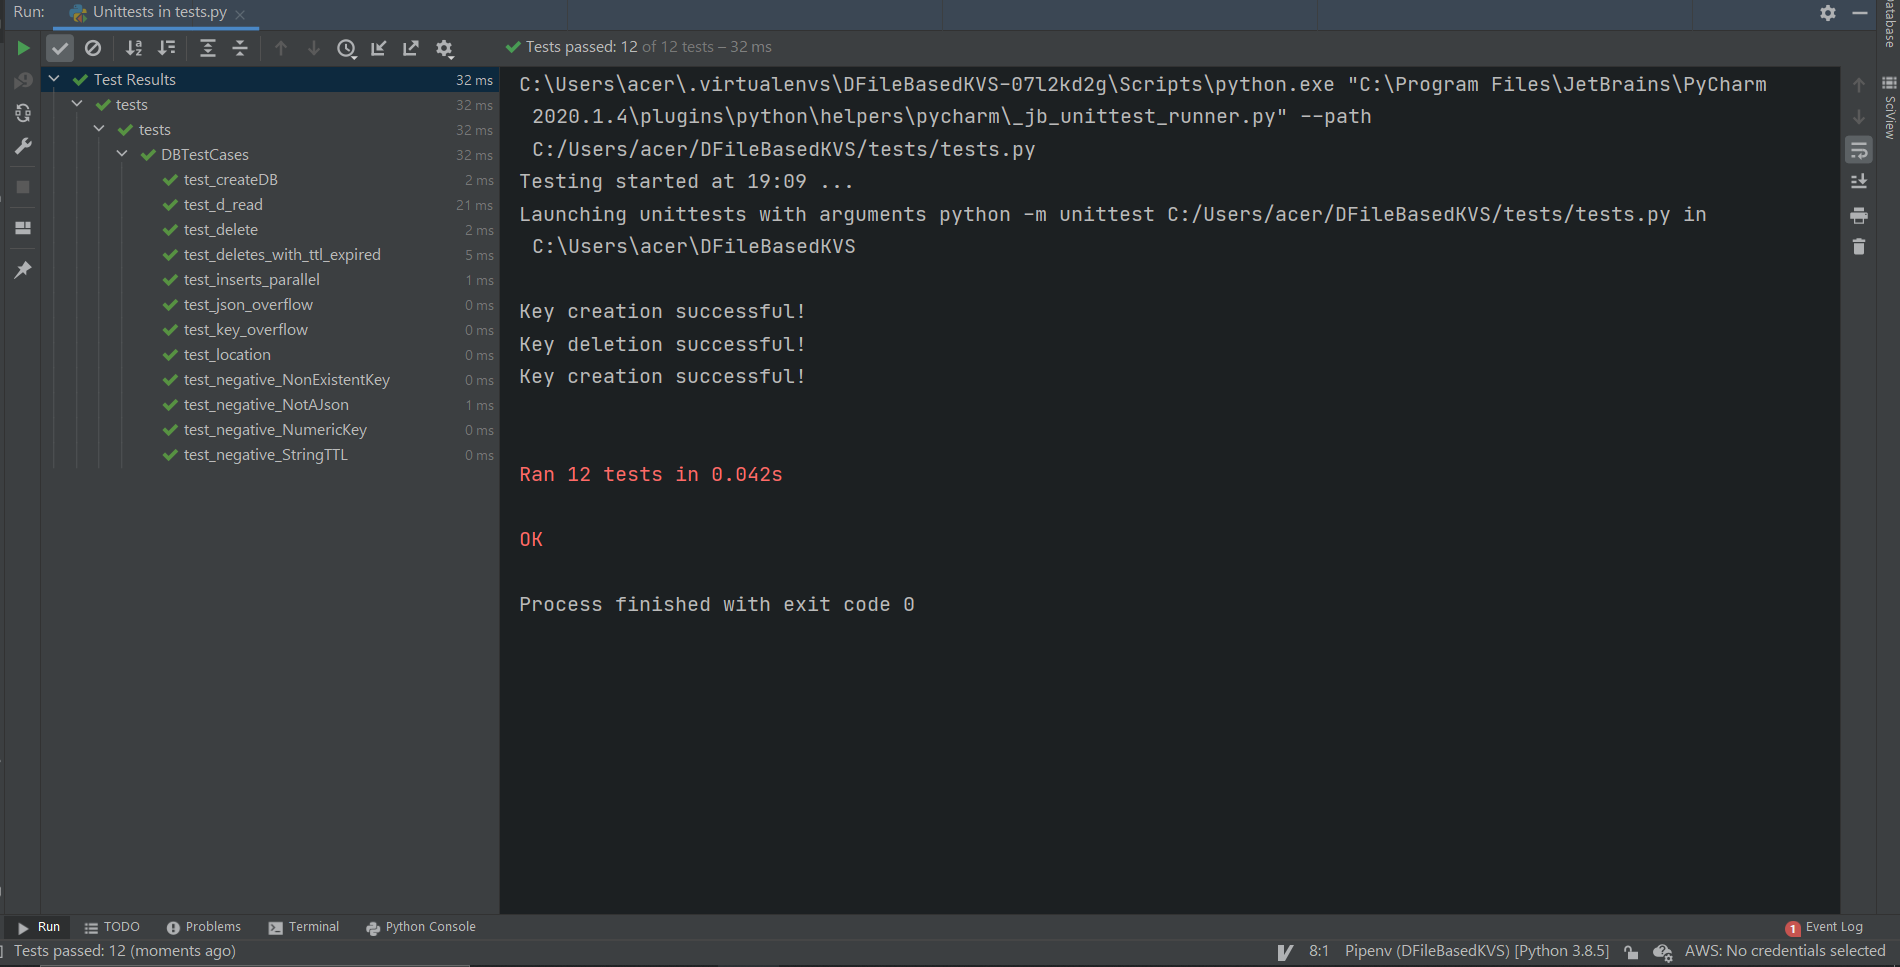 Run: Unittests in tests.py
Tests passed: 12 of 12 tests – 32 ms
Test Results 32 ms
tests 32 ms
tests 32 ms
DBTestCases 32 ms
test_createDB 2 ms
test_d_read 21 ms
test_delete 2 ms
test_deletes_with_ttl_expired 5 ms
test_inserts_parallel 1 ms
test_json_overflow 0 ms
test_key_overflow 0 ms
test_location 0 ms
test_negative_NonExistentKey 0 ms
test_negative_NotAJson 1 ms
test_negative_NumericKey 0 ms
test_negative_StringTTL 0 ms
C:\Users\acer\.virtualenvs\DFileBasedKVS-07l2kd2g\Scripts\python.exe "C:\Program Files\JetBrains\PyCharm
2020.1.4\plugins\python\helpers\pycharm\_jb_unittest_runner.py" --path
C:/Users/acer/DFileBasedKVS/tests/tests.py
Testing started at 19:09 ...
Launching unittests with arguments python -m unittest C:/Users/acer/DFileBasedKVS/tests/tests.py in
C:\Users\acer\DFileBasedKVS
Key creation successful!
Key deletion successful!
Key creation successful!
Ran 12 tests in 0.042s
OK
Process finished with exit code 0
Database
SciView
Run TODO Problems Terminal Python Console 1 Event Log
Tests passed: 12 (moments ago) 8:1 Pipenv (DFileBasedKVS) [Python 3.8.5] AWS: No credentials selected